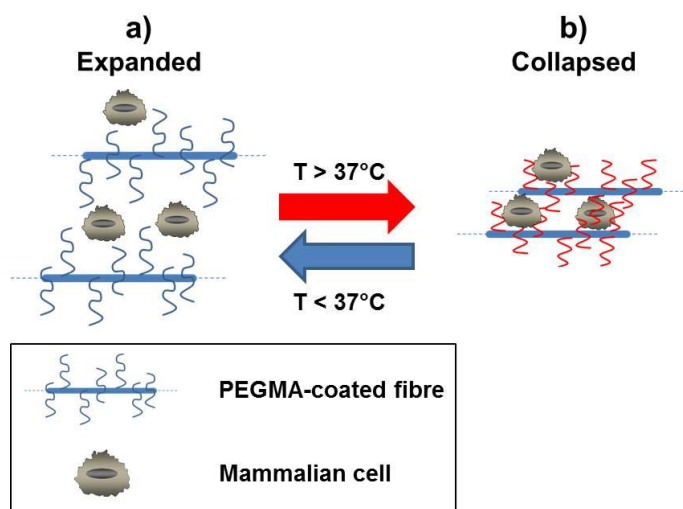 a)
Expanded
b)
Collapsed
T > 37°C
T < 37°C
PEGMA-coated fibre
Mammalian cell